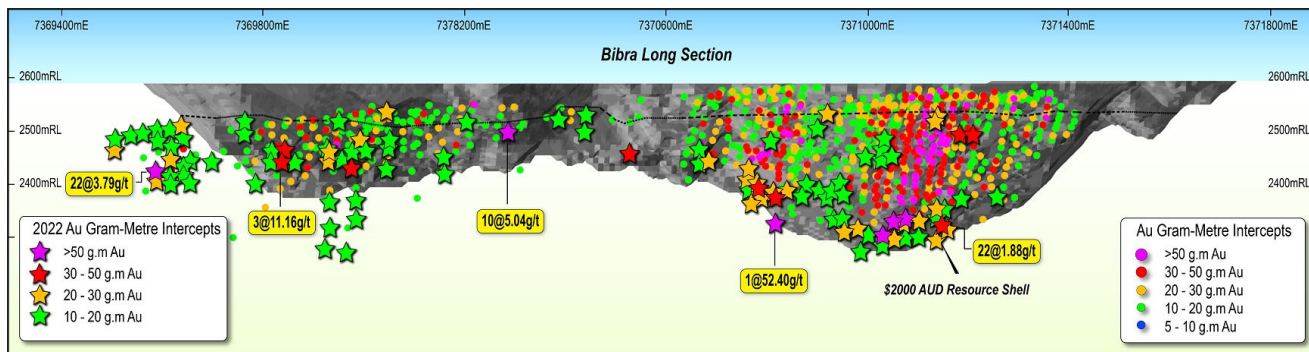 7369400mE 7369800mE 7378200mE 7370600mE 7371000mE 7371400mE 7371800mE
Bibra Long Section
2600mRL 2600mRL
2500mRL 2500mRL
2400mRL 2400mRL
22@3.79g/t
3@11.16g/t
10@5.04g/t
1@52.40g/t
22@1.88g/t
$2000 AUD Resource Shell
2022 Au Gram-Metre Intercepts
>50 g.m Au
30 - 50 g.m Au
20 - 30 g.m Au
10 - 20 g.m Au
Au Gram-Metre Intercepts
>50 g.m Au
30 - 50 g.m Au
20 - 30 g.m Au
10 - 20 g.m Au
5 - 10 g.m Au